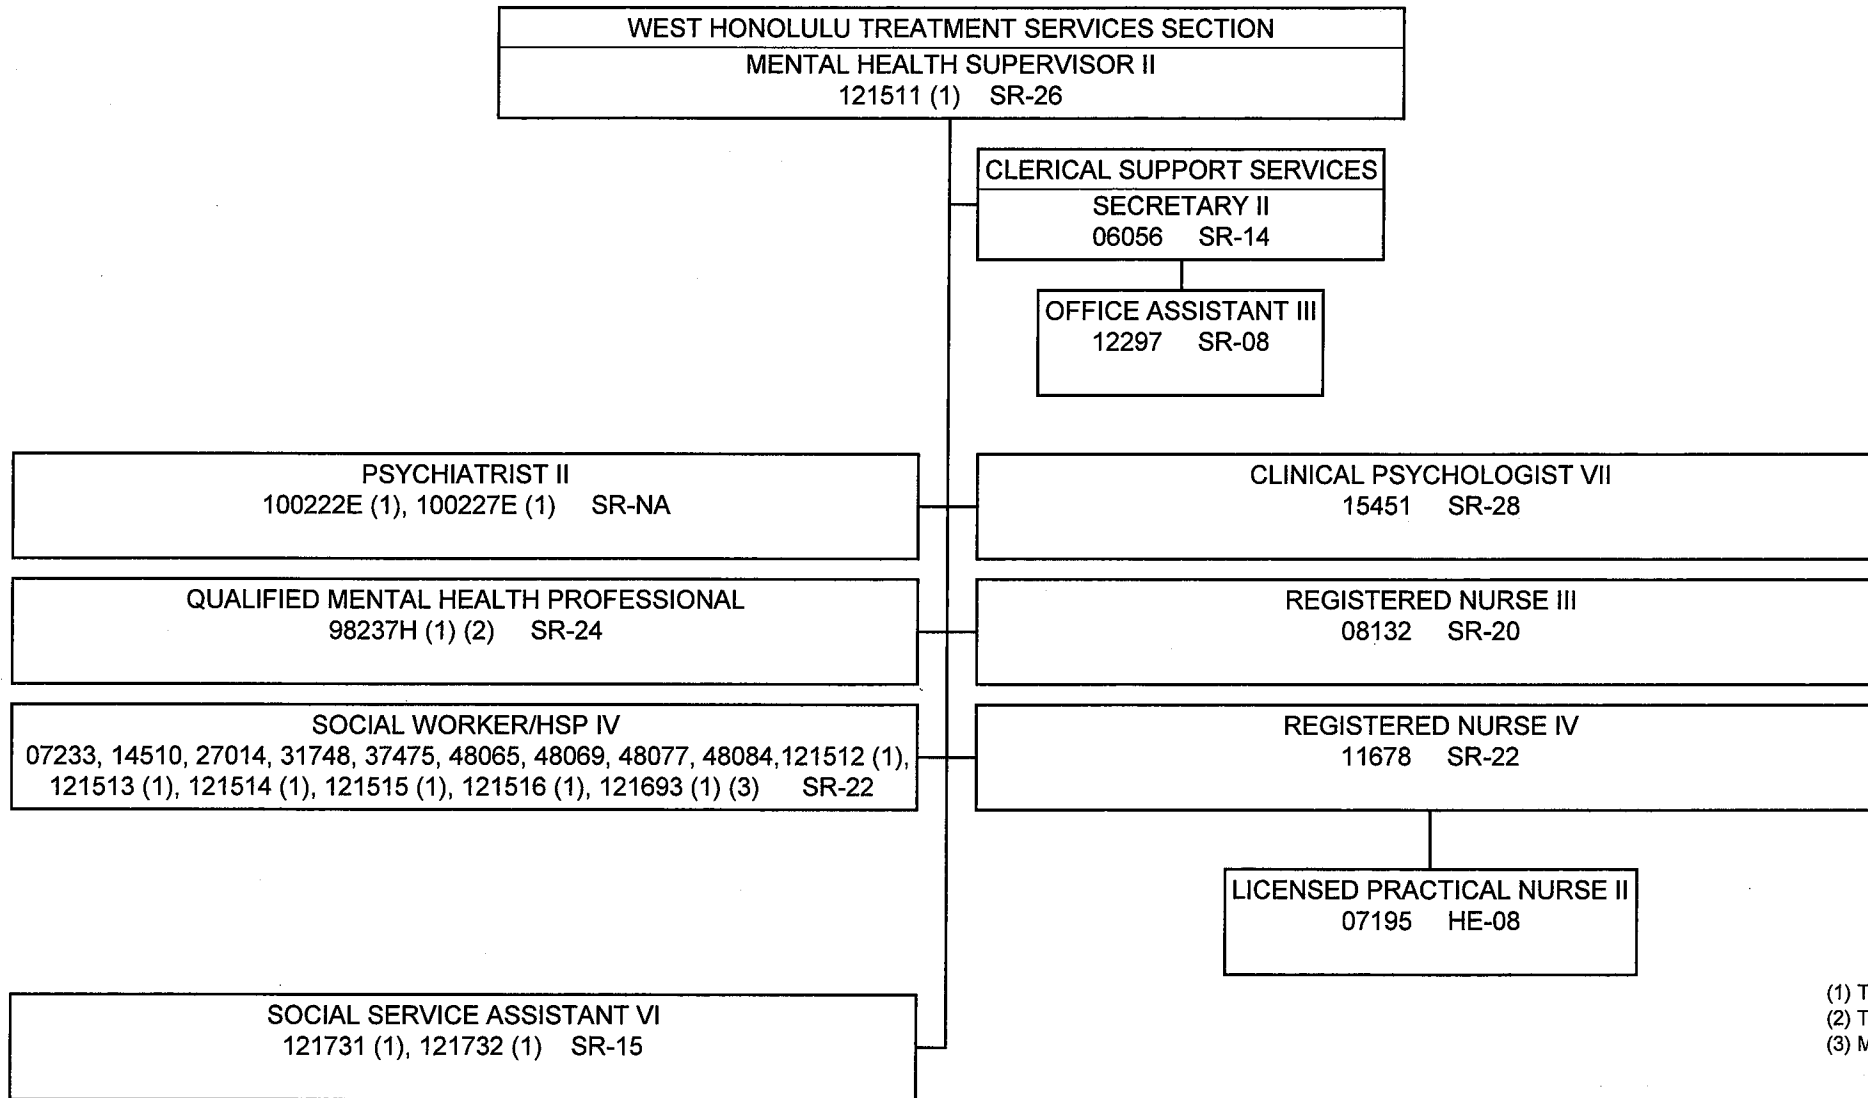 WEST HONOLULU TREATMENT SERVICES SECTION
MENTAL HEALTH SUPERVISOR II
121511 (1) SR-26
CLERICAL SUPPORT SERVICES
SECRETARY II
06056 SR-14
OFFICE ASSISTANT III
12297 SR-08
PSYCHIATRIST II
100222E (1), 100227E (1) SR-NA
CLINICAL PSYCHOLOGIST VII
15451 SR-28
QUALIFIED MENTAL HEALTH PROFESSIONAL
98237H (1) (2) SR-24
REGISTERED NURSE III
08132 SR-20
SOCIAL WORKER/HSP IV
07233, 14510, 27014, 31748, 37475, 48065, 48069, 48077, 48084,121512 (1),
121513 (1), 121514 (1), 121515 (1), 121516 (1), 121693 (1) (3) SR-22
REGISTERED NURSE IV
11678 SR-22
LICENSED PRACTICAL NURSE II
07195 HE-08
SOCIAL SERVICE ASSISTANT VI
121731 (1), 121732 (1) SR-15
(1) T
(2) T
(3) M